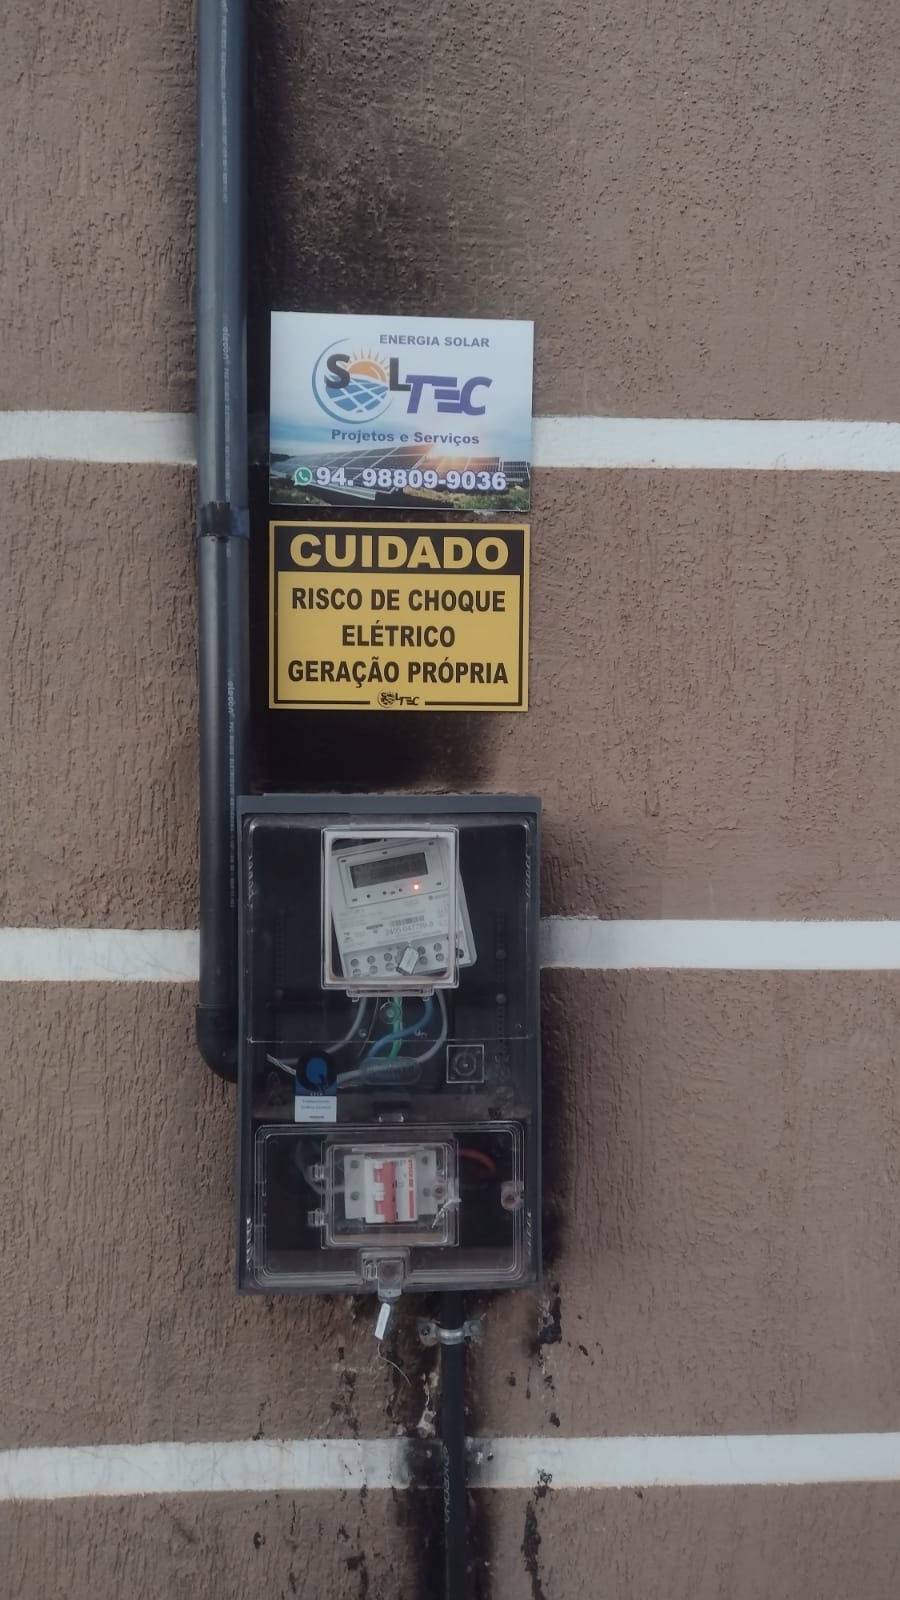 ENERGIA SOLAR
SOLTEC
Projetos e Serviços
94. 98809-9036
CUIDADO
RISCO DE CHOQUE
ELÉTRICO
GERAÇÃO PRÓPRIA
SOLTEC